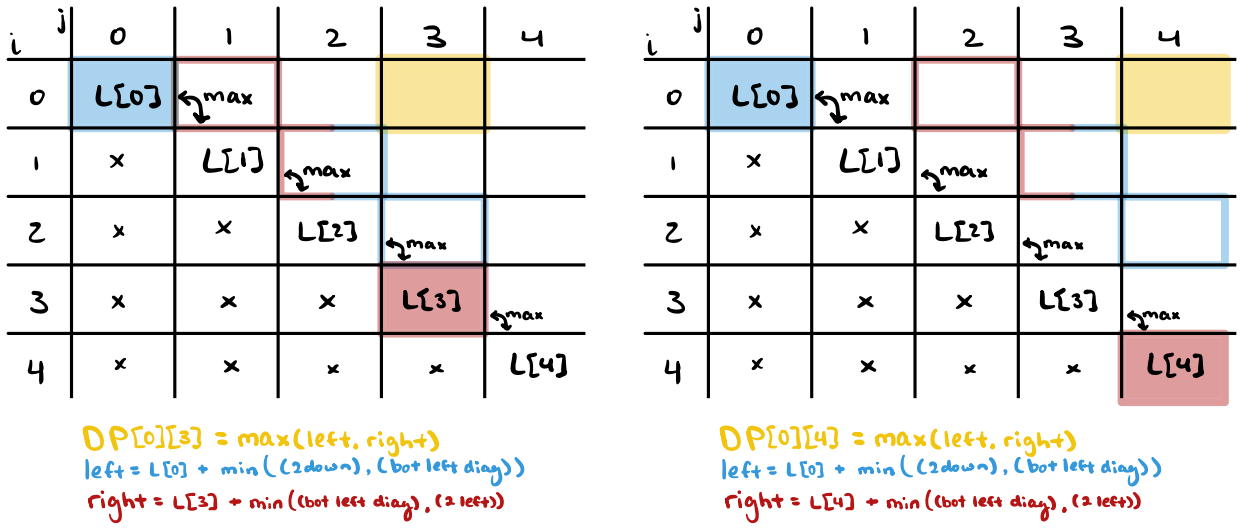 j 0 1 2 3 4
i
0 L[0] max
1 x L[1] max
2 x x L[2] max
3 x x x L[3] max
4 x x x x L[4]
DP[0][3] = max(left, right)
left = L[0] + min((2down), (bot left diag))
right = L[3] + min((bot left diag), (2 left))
j 0 1 2 3 4
i
0 L[0] max
1 x L[1] max
2 x x L[2] max
3 x x x L[3] max
4 x x x x L[4]
DP[0][4] = max(left, right)
left = L[0] + min((2down), (bot left diag))
right = L[4] + min((bot left diag), (2 left))